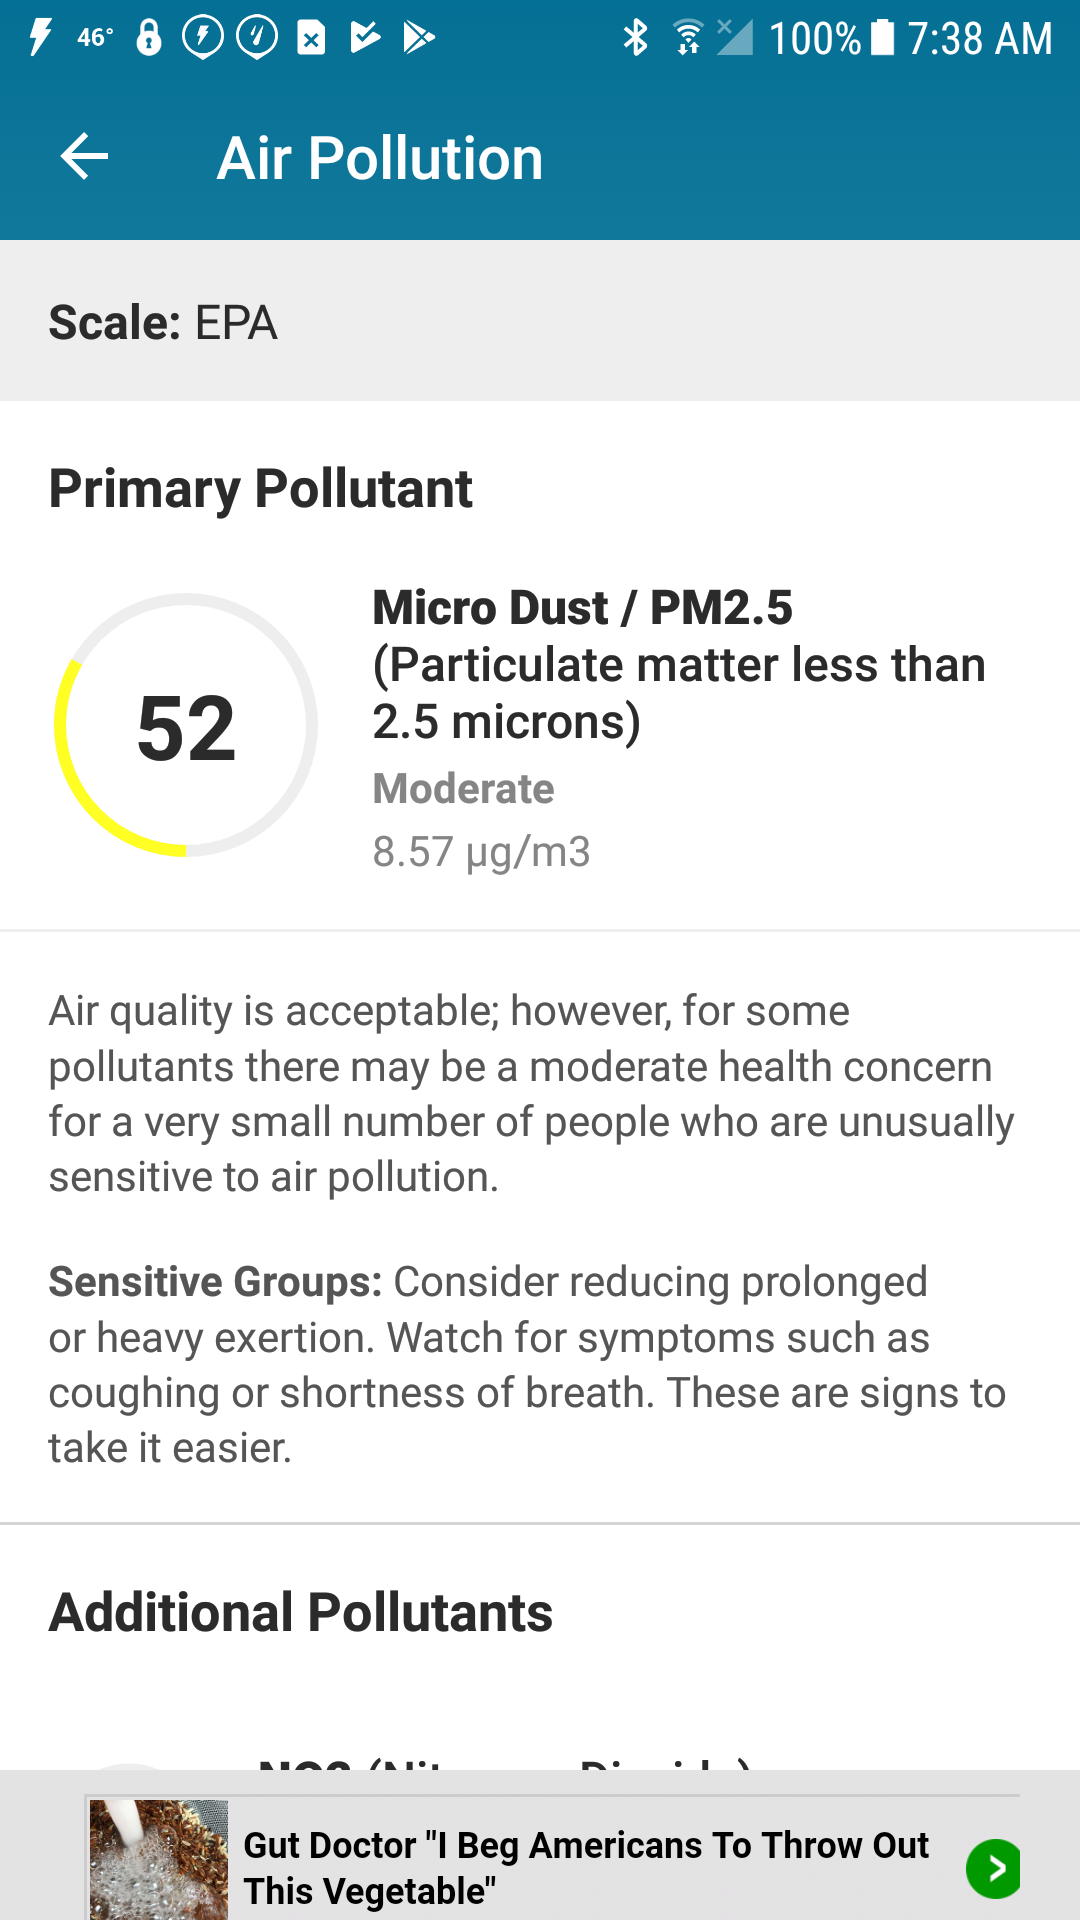 46°
100% 7:38 AM
Air Pollution
Scale: EPA
Primary Pollutant
52
Micro Dust / PM2.5
(Particulate matter less than
2.5 microns)
Moderate
8.57 µg/m3
Air quality is acceptable; however, for some
pollutants there may be a moderate health concern
for a very small number of people who are unusually
sensitive to air pollution.
Sensitive Groups: Consider reducing prolonged
or heavy exertion. Watch for symptoms such as
coughing or shortness of breath. These are signs to
take it easier.
Additional Pollutants
Gut Doctor "I Beg Americans To Throw Out
This Vegetable"